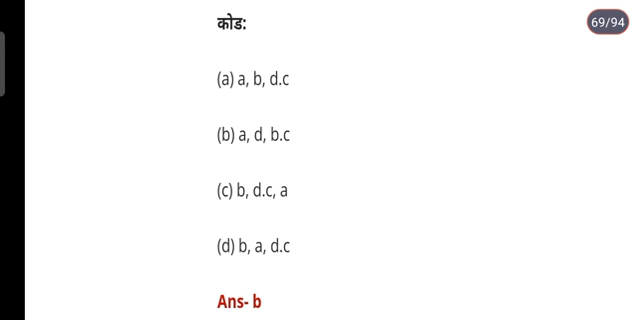 69/94
कोड:
(a) a, b, d.c
(b) a, d, b.c
(c) b, d.c, a
(d) b, a, d.c
Ans- b